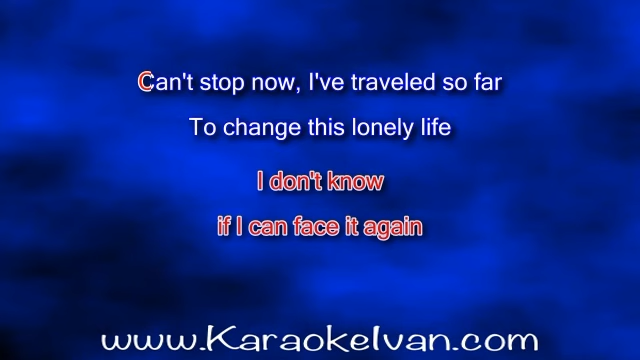 Can't stop now, I've traveled so far
To change this lonely life
I don't know
if I can face it again
www.KaraokeIvan.com